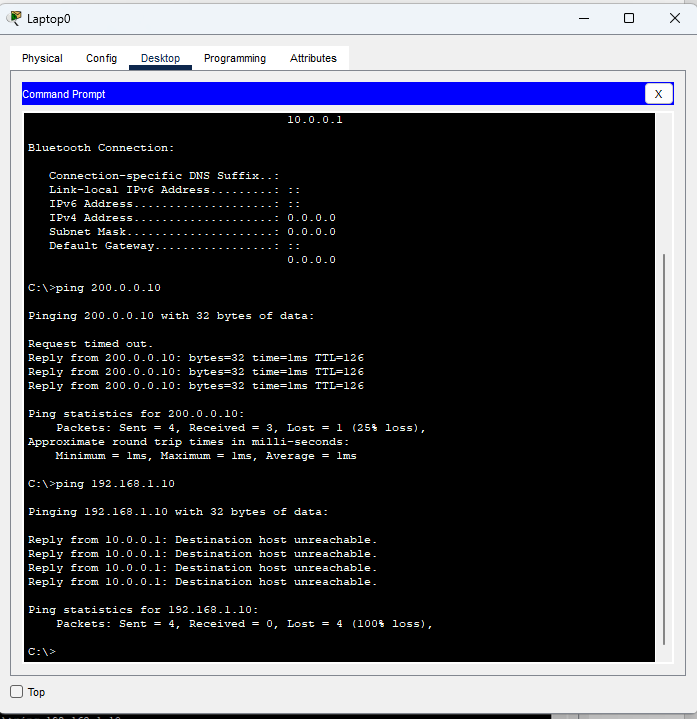 Laptop0
Physical Config Desktop Programming Attributes
Command Prompt X
10.0.0.1
Bluetooth Connection:
Connection-specific DNS Suffix..:
Link-local IPv6 Address.........: ::
IPv6 Address....................: ::
IPv4 Address....................: 0.0.0.0
Subnet Mask.....................: 0.0.0.0
Default Gateway.................: ::
0.0.0.0
C:\>ping 200.0.0.10
Pinging 200.0.0.10 with 32 bytes of data:
Request timed out.
Reply from 200.0.0.10: bytes=32 time=1ms TTL=126
Reply from 200.0.0.10: bytes=32 time=1ms TTL=126
Reply from 200.0.0.10: bytes=32 time=1ms TTL=126
Ping statistics for 200.0.0.10:
Packets: Sent = 4, Received = 3, Lost = 1 (25% loss),
Approximate round trip times in milli-seconds:
Minimum = 1ms, Maximum = 1ms, Average = 1ms
C:\>ping 192.168.1.10
Pinging 192.168.1.10 with 32 bytes of data:
Reply from 10.0.0.1: Destination host unreachable.
Reply from 10.0.0.1: Destination host unreachable.
Reply from 10.0.0.1: Destination host unreachable.
Reply from 10.0.0.1: Destination host unreachable.
Ping statistics for 192.168.1.10:
Packets: Sent = 4, Received = 0, Lost = 4 (100% loss),
C:\>
Top